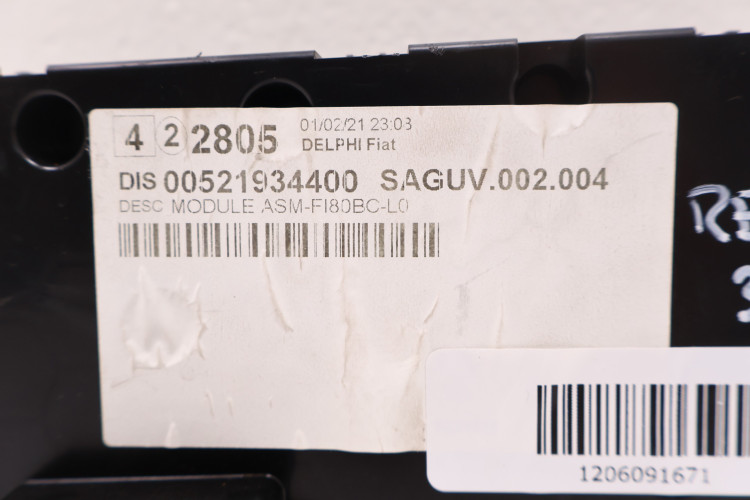 4 2 2805 01/02/21 23:03
DELPHI Fiat
DIS 00521934400 SAGUV.002.004
DESC MODULE ASM-FI80BC-L0
RE
1206091671